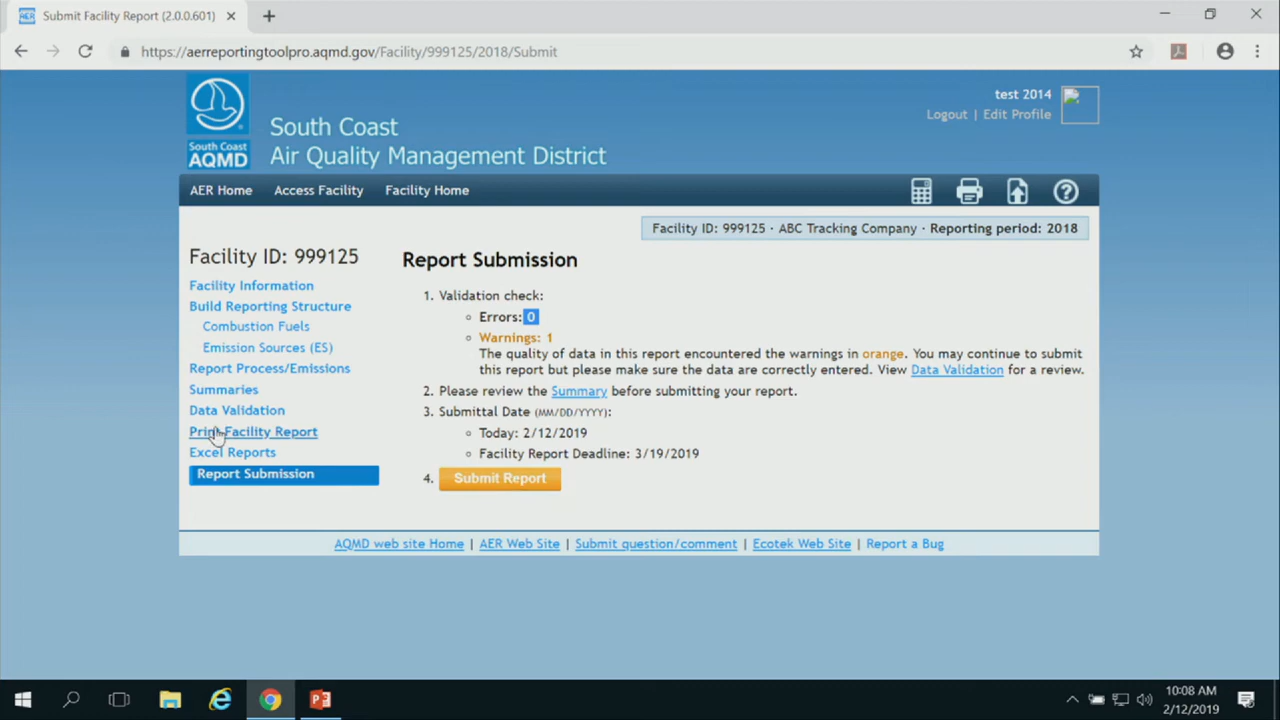 Submit Facility Report (2.0.0.601)
https://aerreportingtoolpro.aqmd.gov/Facility/999125/2018/Submit
South Coast
AQMD
South Coast
Air Quality Management District
test 2014
Logout | Edit Profile
AER Home Access Facility Facility Home
Facility ID: 999125 · ABC Tracking Company · Reporting period: 2018
Facility ID: 999125
Facility Information
Build Reporting Structure
Combustion Fuels
Emission Sources (ES)
Report Process/Emissions
Summaries
Data Validation
Print Facility Report
Excel Reports
Report Submission
Report Submission
1. Validation check:
Errors: 0
Warnings: 1
The quality of data in this report encountered the warnings in orange. You may continue to submit
this report but please make sure the data are correctly entered. View Data Validation for a review.
2. Please review the Summary before submitting your report.
3. Submittal Date (MM/DD/YYYY):
Today: 2/12/2019
Facility Report Deadline: 3/19/2019
4. Submit Report
AQMD web site Home | AER Web Site | Submit question/comment | Ecotek Web Site | Report a Bug
10:08 AM
2/12/2019